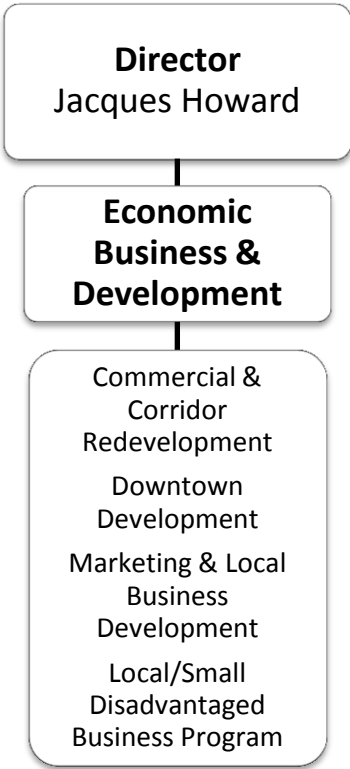 Director
Jacques Howard
Economic
Business &
Development
Commercial &
Corridor
Redevelopment
Downtown
Development
Marketing & Local
Business
Development
Local/Small
Disadvantaged
Business Program